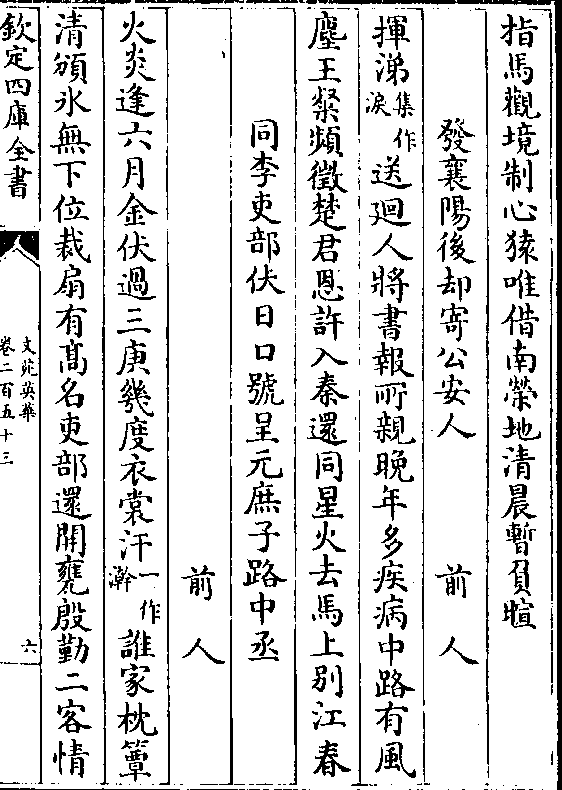 指馬觀境制心猿唯借南榮地清晨暫負暄
發襄陽後却寄公安人 前人
揮涕集作淚送迴人將書報所親晚年多疾病中路有風
塵王粲頻徵楚君恩許入秦還同星火去馬上别江春
同李吏部伏日口號呈元庶子路中丞
前人
火炎逢六月金伏過三庚幾度衣裳汗一作澣誰家枕簟
清頒氷無下位裁扇有髙名吏部還開甕殷勤二客情
欽定四庫全書
文苑英華
卷二百五十三
六